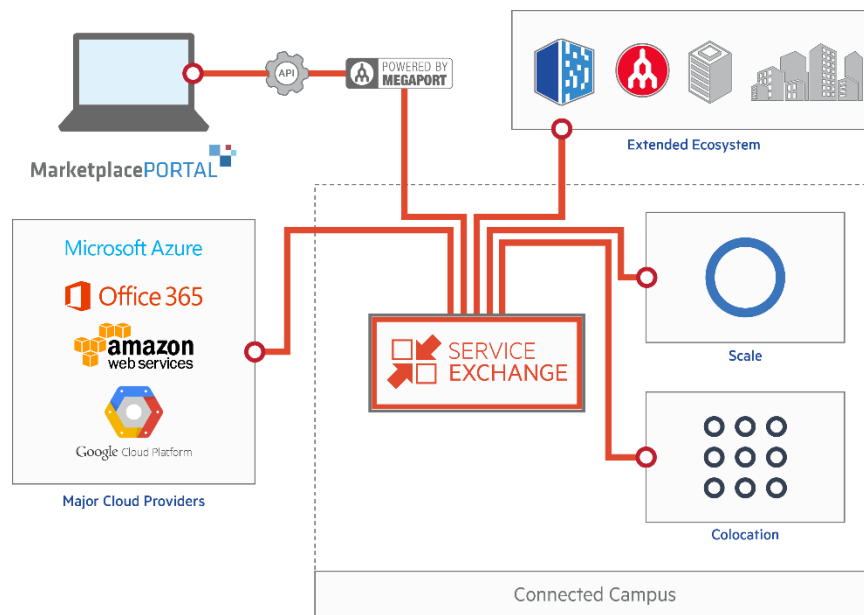 API
POWERED BY
MEGAPORT
MarketplacePORTAL
Extended Ecosystem
Microsoft Azure
Office 365
amazon
web services
Google Cloud Platform
Major Cloud Providers
SERVICE
EXCHANGE
Scale
Colocation
Connected Campus